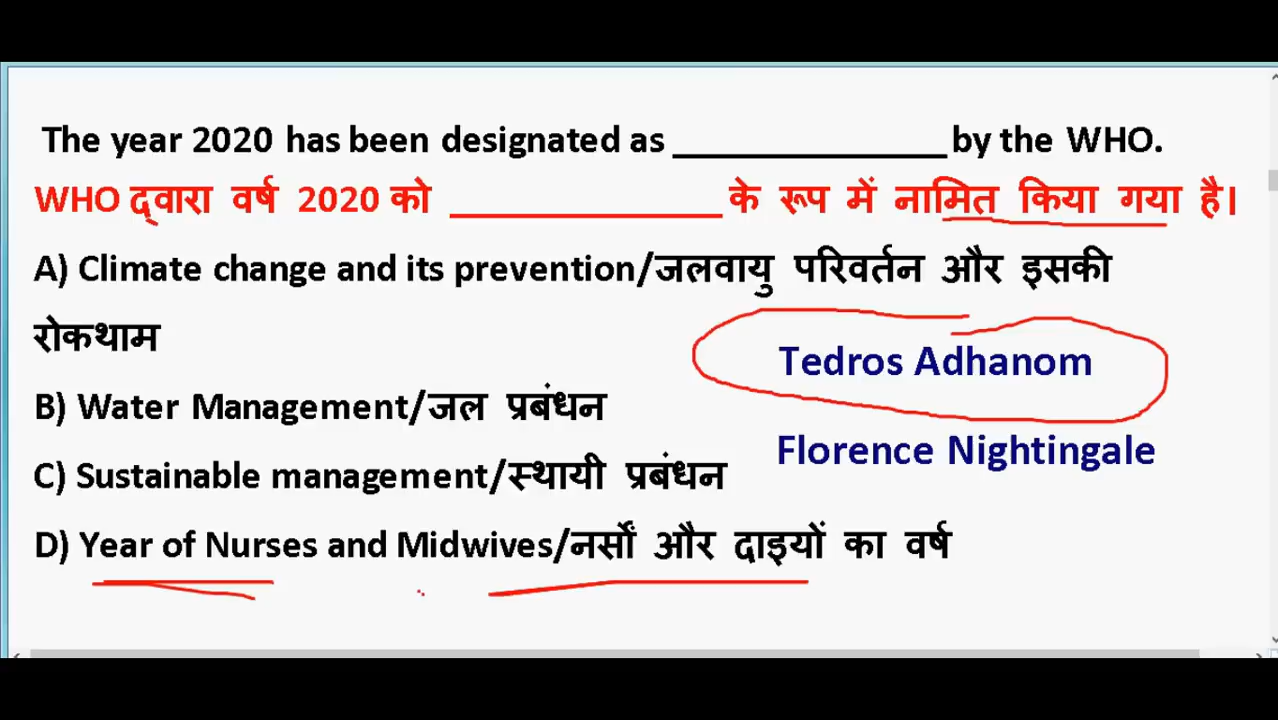 The year 2020 has been designated as ______________ by the WHO.
WHO द्वारा वर्ष 2020 को ______________ के रूप में नामित किया गया है।
A) Climate change and its prevention/जलवायु परिवर्तन और इसकी
रोकथाम
Tedros Adhanom
B) Water Management/जल प्रबंधन
Florence Nightingale
C) Sustainable management/स्थायी प्रबंधन
D) Year of Nurses and Midwives/नर्सों और दाइयों का वर्ष